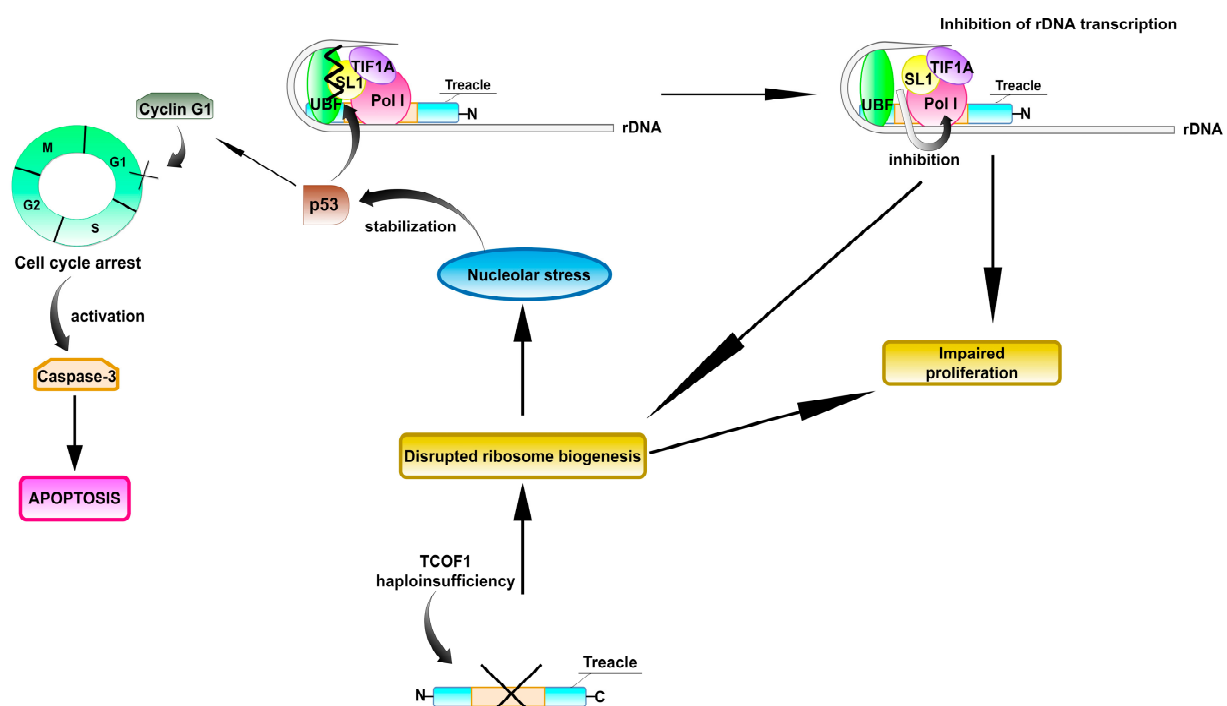 Inhibition of rDNA transcription
TIF1A
SL1
UBF
Pol I
Treacle
N
rDNA
TIF1A
SL1
UBF
Pol I
Treacle
N
rDNA
inhibition
Cyclin G1
M
G1
G2
S
p53
stabilization
Cell cycle arrest
Nucleolar stress
activation
Impaired
proliferation
Caspase-3
Disrupted ribosome biogenesis
APOPTOSIS
TCOF1
haploinsufficiency
Treacle
N
C